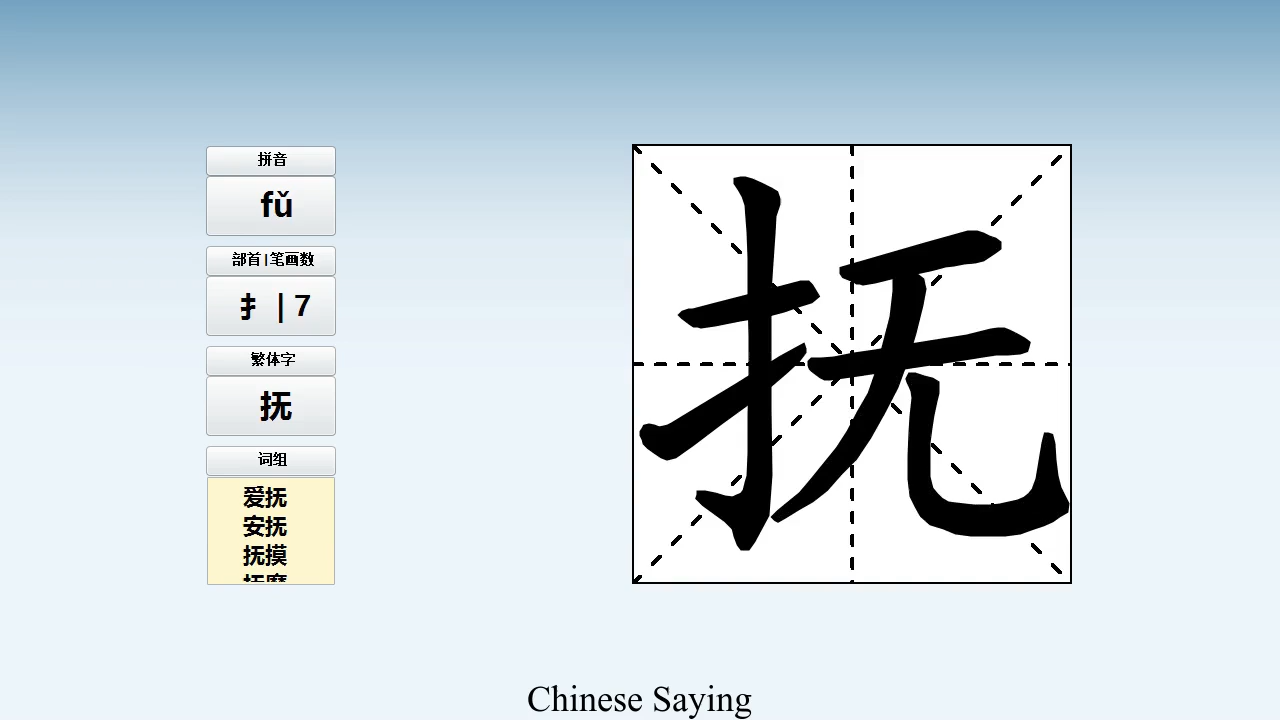 拼音
fǔ
部首|笔画数
扌 | 7
繁体字
抚
词组
爱抚
安抚
抚摸
抚
Chinese Saying